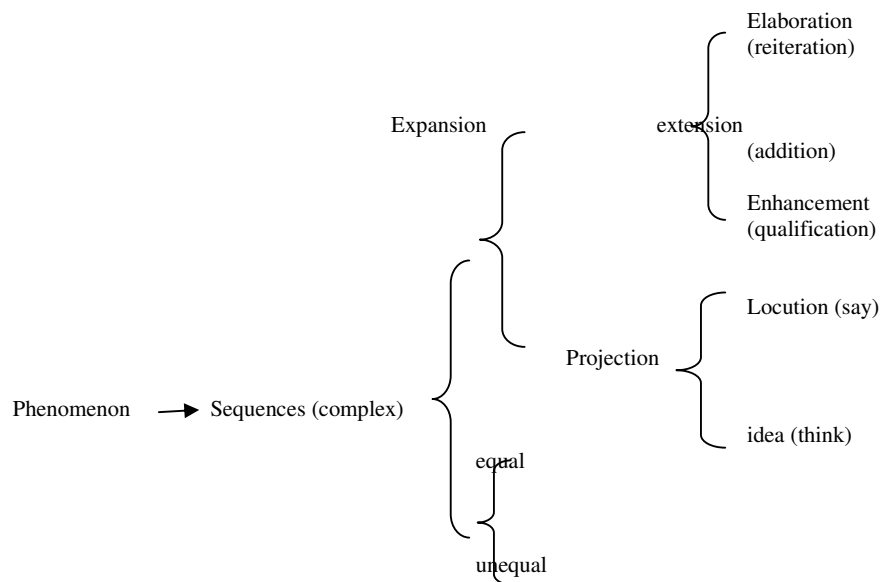 Elaboration
(reiteration)
Expansion
extension
(addition)
Enhancement
(qualification)
Locution (say)
Projection
Phenomenon
Sequences (complex)
idea (think)
equal
unequal